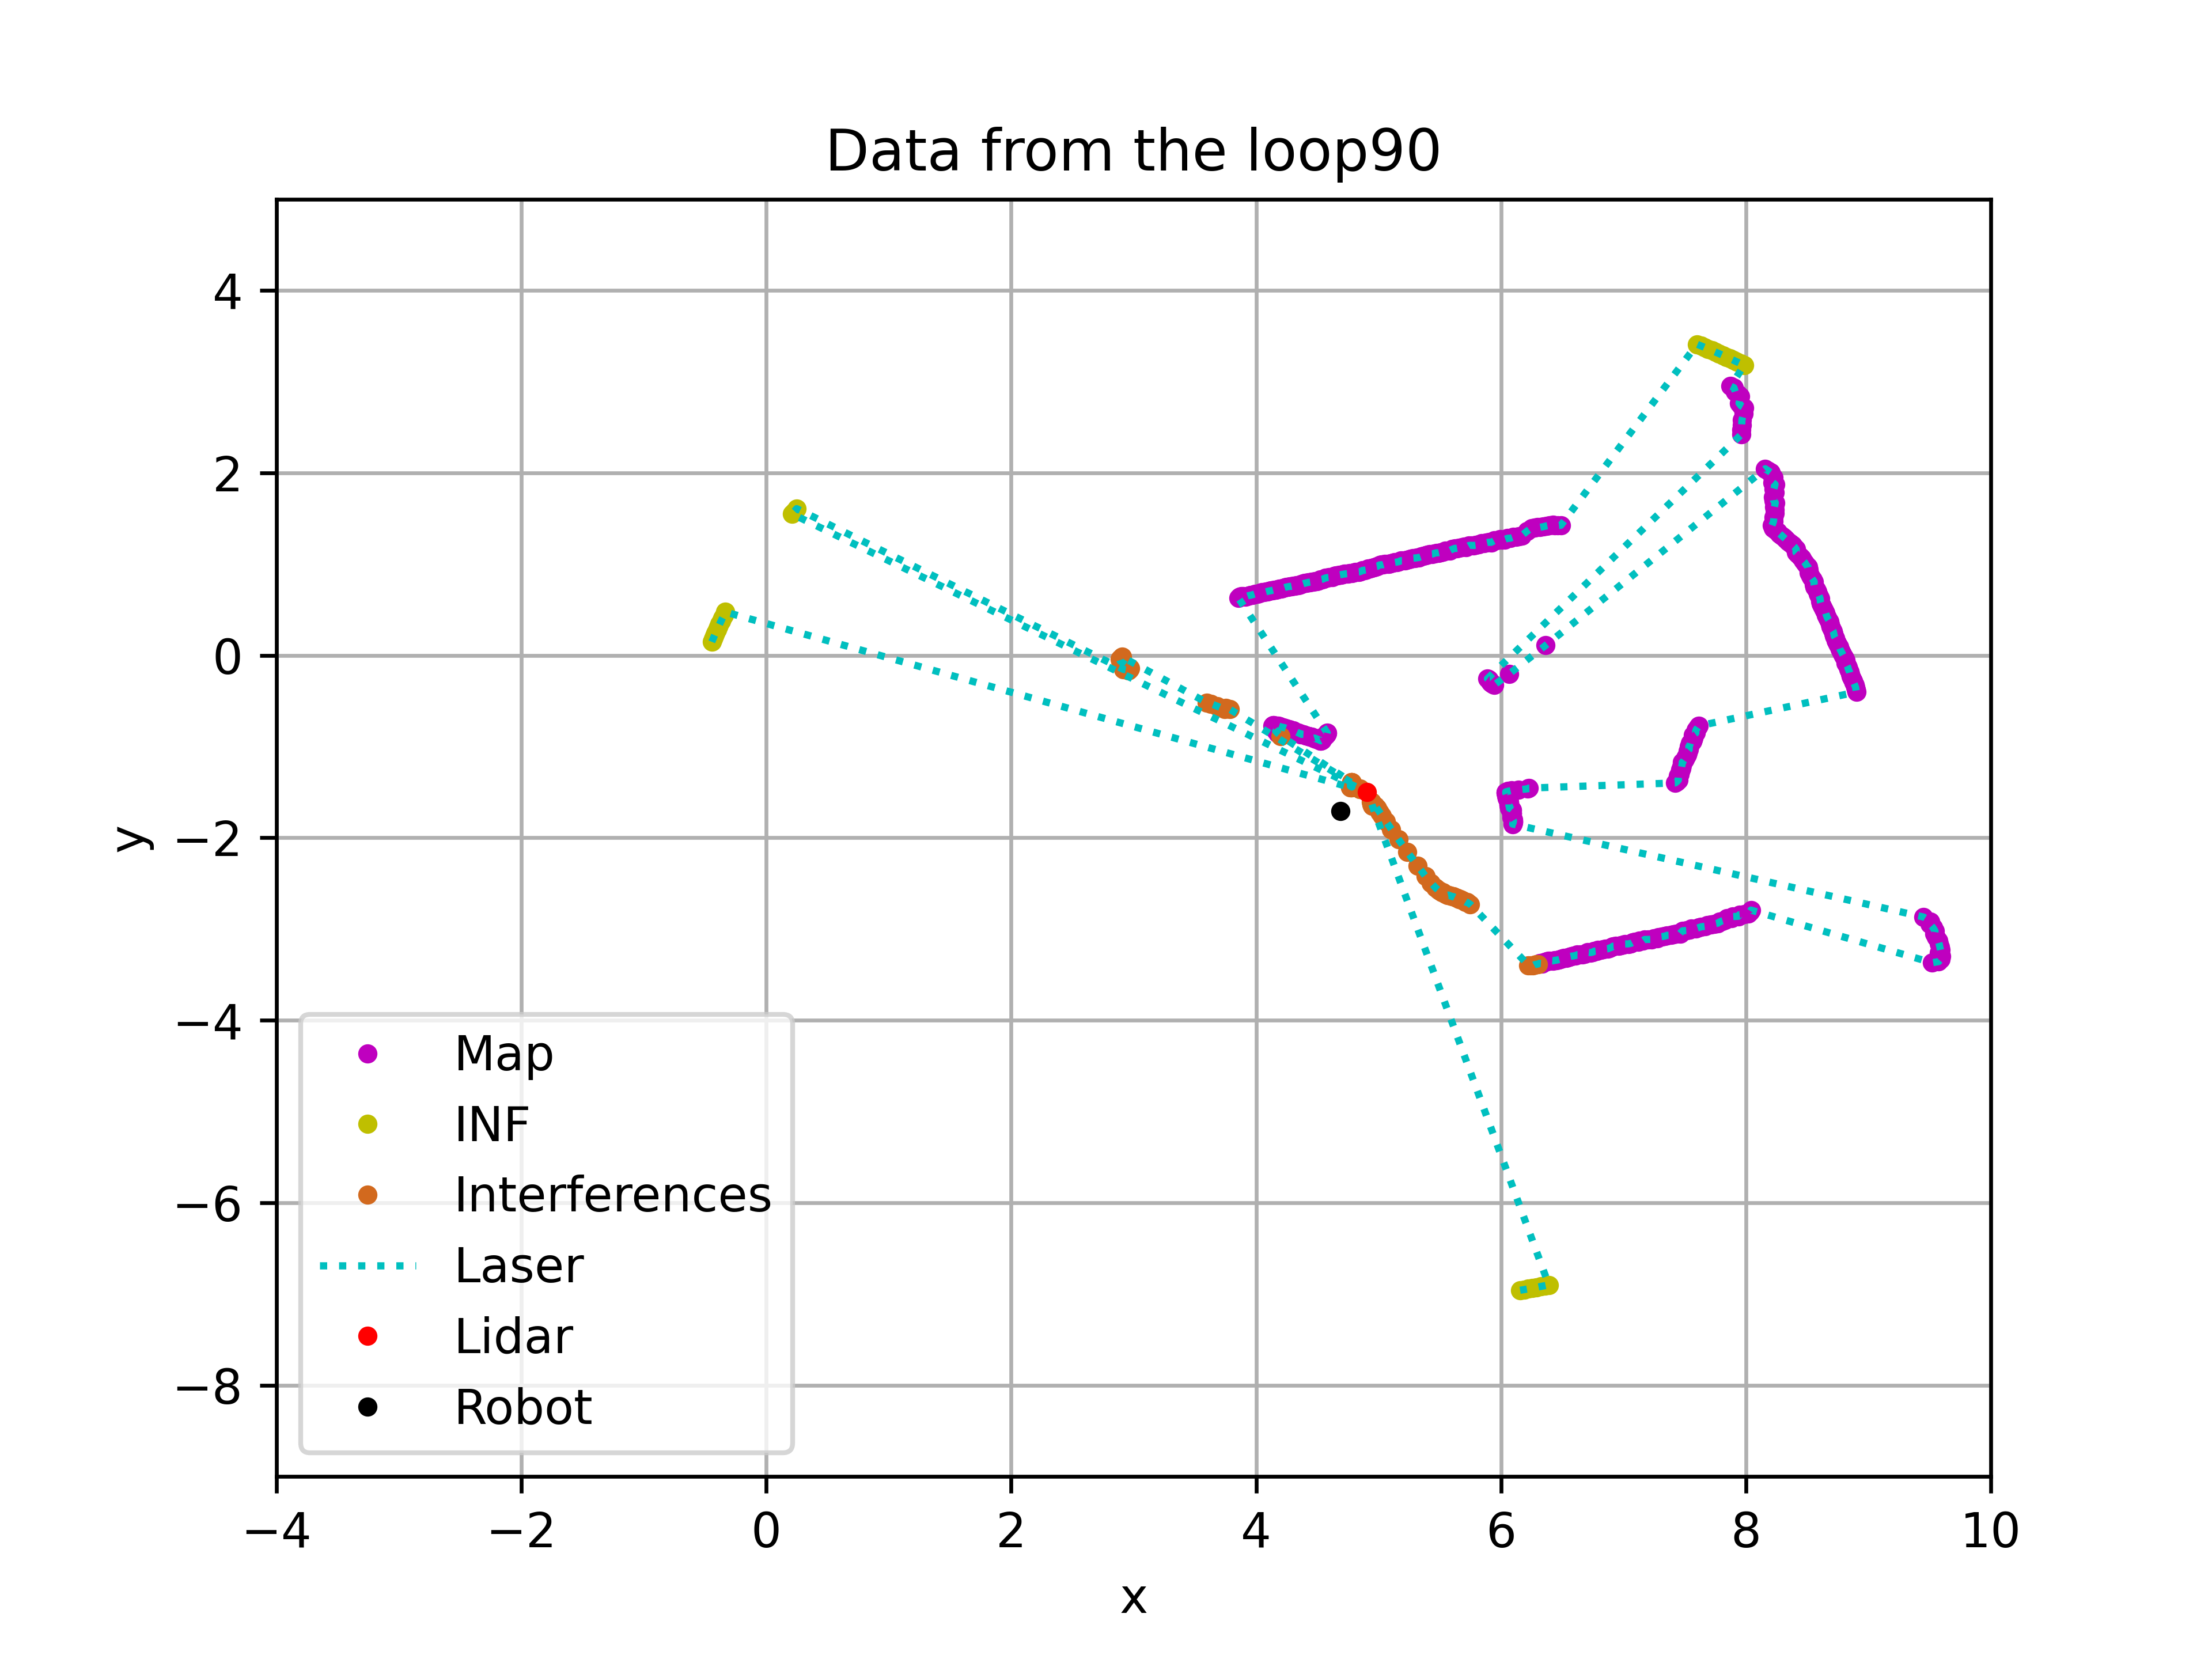 Data from the loop90
4
2
0
−2
−4
−6
−8
y
Map
INF
Interferences
Laser
Lidar
Robot
−4 −2 0 2 4 6 8 10
x